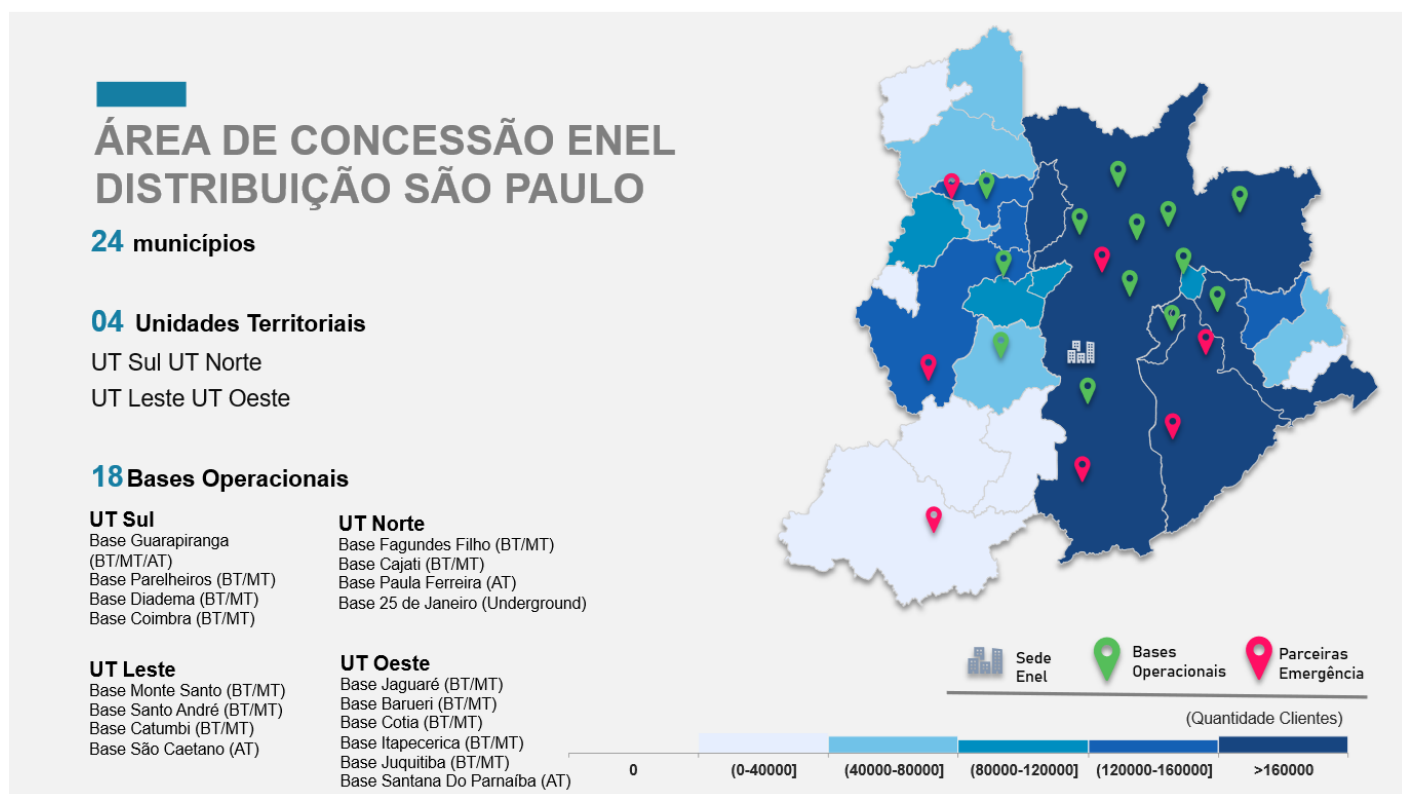 ÁREA DE CONCESSÃO ENEL
DISTRIBUIÇÃO SÃO PAULO
24 municípios
04 Unidades Territoriais
UT Sul UT Norte
UT Leste UT Oeste
18 Bases Operacionais
UT Sul
Base Guarapiranga
(BT/MT/AT)
Base Parelheiros (BT/MT)
Base Diadema (BT/MT)
Base Coimbra (BT/MT)
UT Norte
Base Fagundes Filho (BT/MT)
Base Cajati (BT/MT)
Base Paula Ferreira (AT)
Base 25 de Janeiro (Underground)
UT Leste
Base Monte Santo (BT/MT)
Base Santo André (BT/MT)
Base Catumbi (BT/MT)
Base São Caetano (AT)
UT Oeste
Base Jaguaré (BT/MT)
Base Barueri (BT/MT)
Base Cotia (BT/MT)
Base Itapecerica (BT/MT)
Base Juquitiba (BT/MT)
Base Santana Do Parnaíba (AT)
Sede
Enel
Bases
Operacionais
Parceiras
Emergência
(Quantidade Clientes)
0 (0-40000] (40000-80000] (80000-120000] (120000-160000] >160000